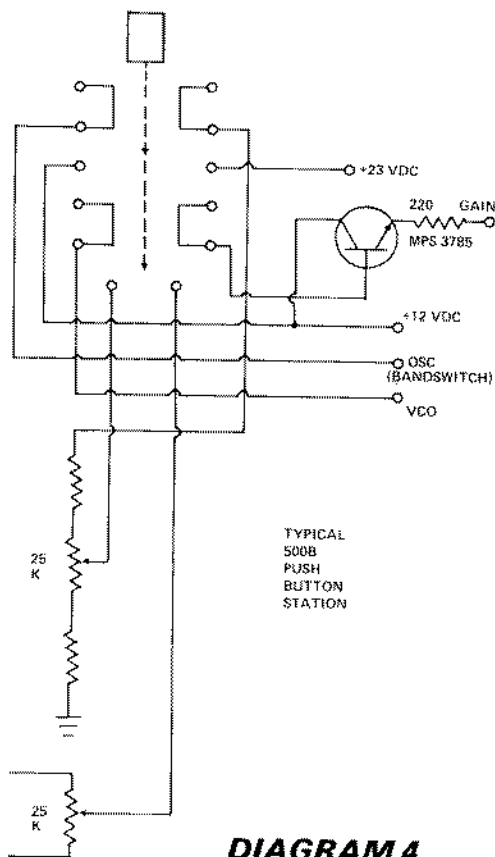 +23 VDC
220 GAIN
MPS 3785
+12 VDC
OSC
(BANDSWITCH)
VCO
25
K
TYPICAL
500B
PUSH
BUTTON
STATION
25
K
DIAGRAM 4